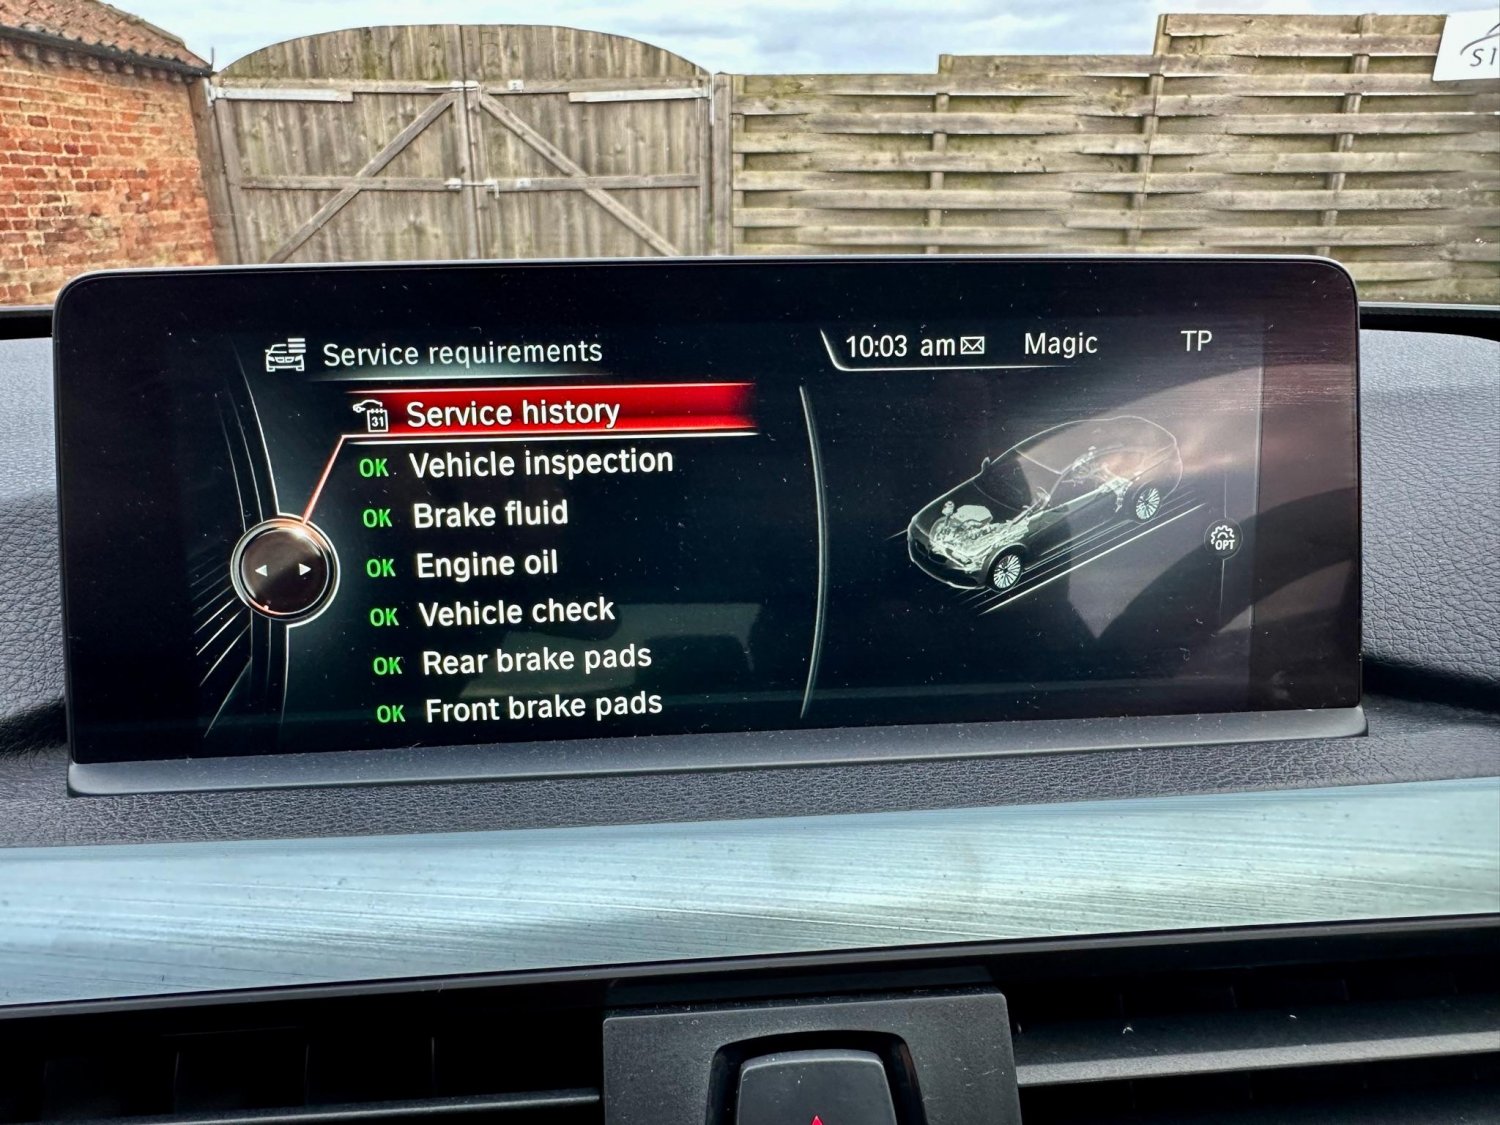 Service requirements
10:03 am Magic TP
31 Service history
OK Vehicle inspection
OK Brake fluid
OK Engine oil
OK Vehicle check
OK Rear brake pads
OK Front brake pads
OPT